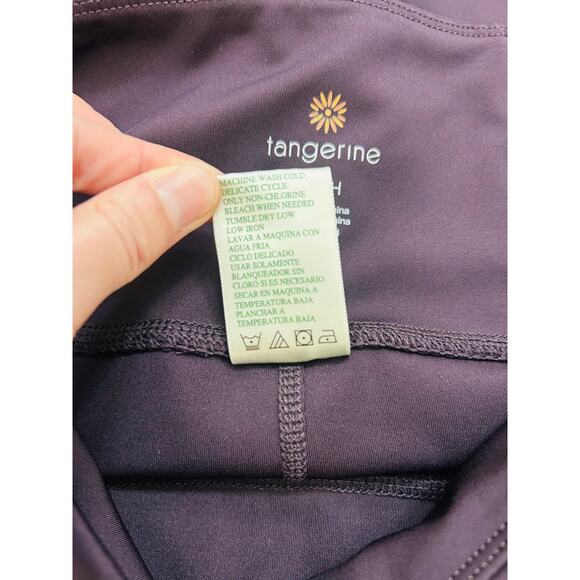 tangerine
MACHINE WASH COLD
DELICATE CYCLE
ONLY NON-CHLORINE
BLEACH WHEN NEEDED
TUMBLE DRY LOW
LOW IRON
LAVAR A MAQUINA CON
AGUA FRIA
CICLO DELICADO
USAR SOLAMENTE
BLANQUEADOR SIN
CLORO SI ES NECESARIO
SECAR EN MAQUINA A
TEMPERATURA BAJA
PLANCHAR A
TEMPERATURA BAJA